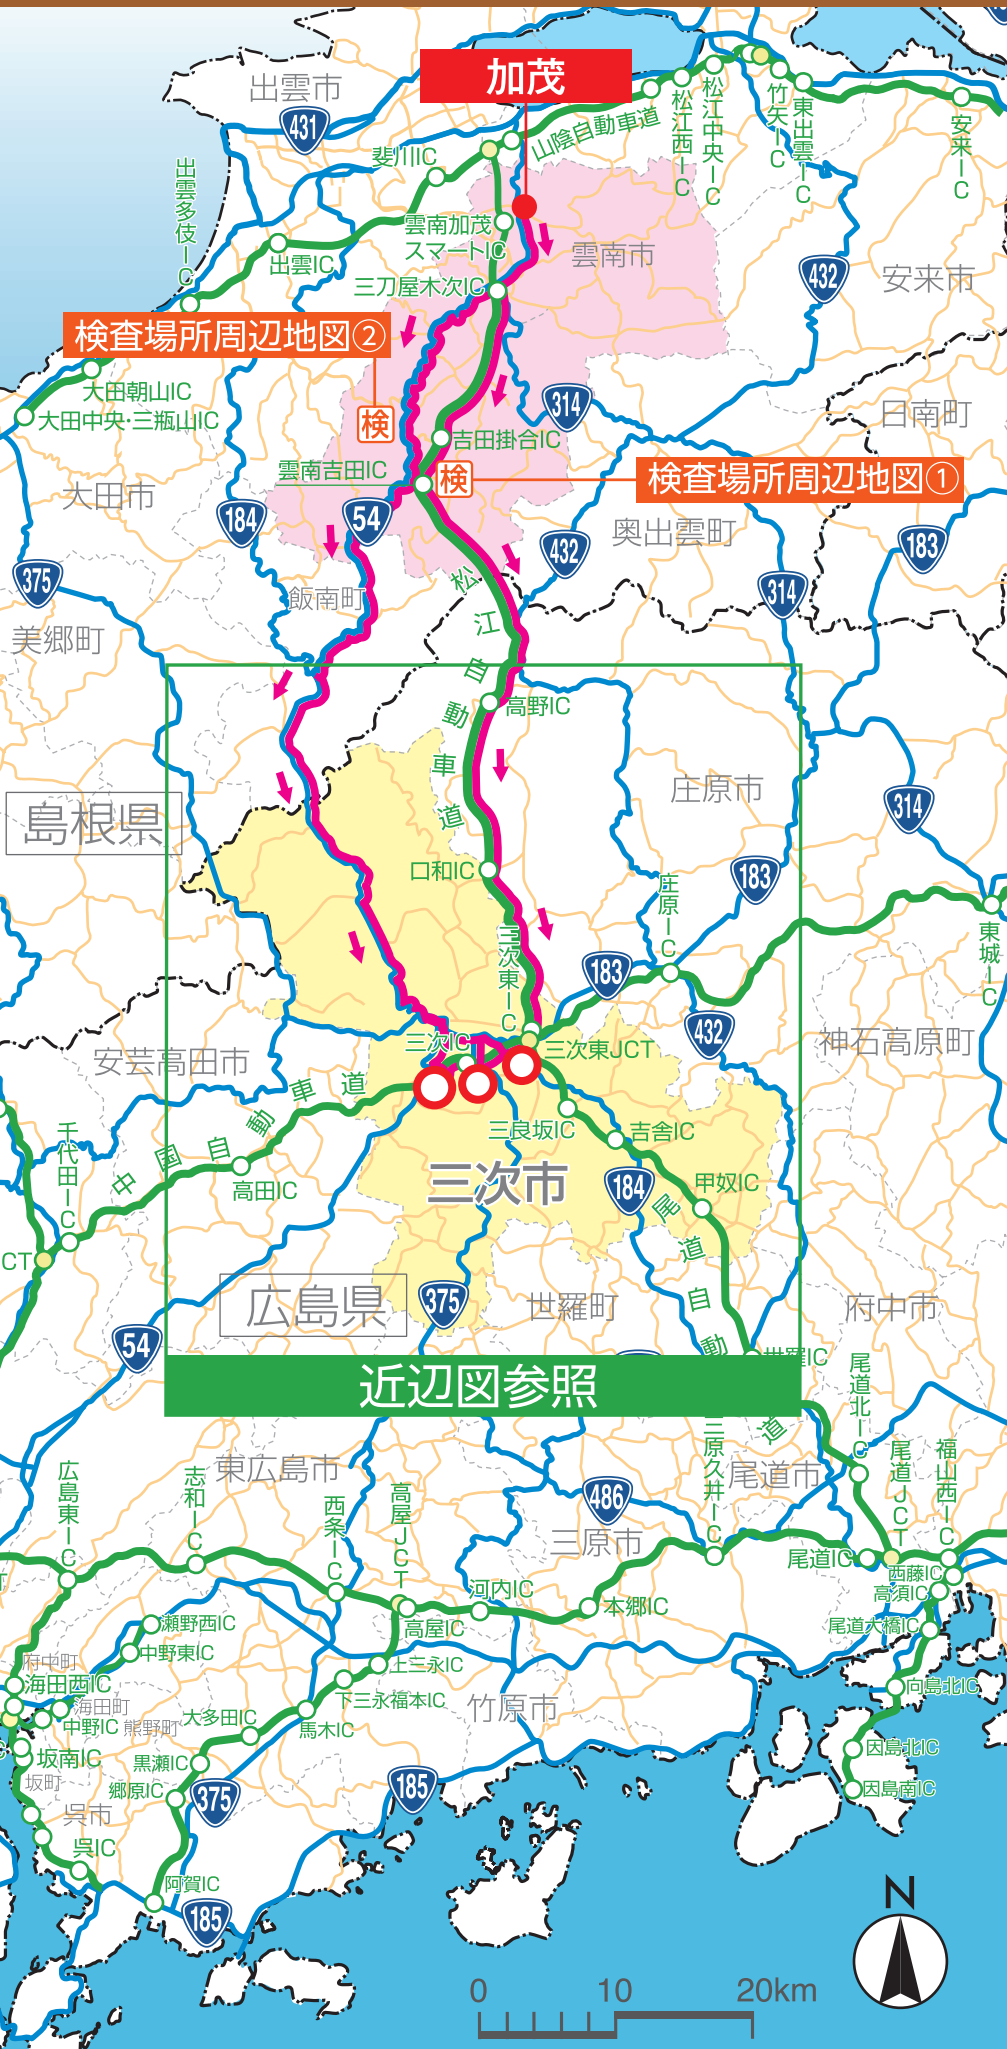 加茂
出雲市
431
斐川IC
山陰自動車道
松江西IC
松江中央IC
竹矢IC
東出雲IC
安来IC
出雲多伎IC
出雲IC
雲南加茂
スマートIC
雲南市
三刀屋木次IC
432
安来市
検査場所周辺地図②
大田朝山IC
大田中央・三瓶山IC
検
314
日南町
吉田掛合IC
雲南吉田IC
検
検査場所周辺地図①
大田市
184
54
432
奥出雲町
183
375
飯南町
314
美郷町
松江自動車道
高野IC
島根県
庄原市
314
口和IC
183
庄原IC
東城IC
三次東IC
183
432
三次IC
三次東JCT
神石高原町
安芸高田市
中国自動車道
千代田IC
高田IC
三良坂IC
吉舎IC
三次市
184
甲奴IC
尾道自動車道
CT
広島県
375
世羅町
府中市
54
世羅IC
近辺図参照
尾道北IC
三原久井IC
尾道市
尾道JCT
福山西IC
広島東IC
志和IC
東広島市
西条IC
高屋JCT
486
三原市
尾道IC
西藤IC
高須IC
河内IC
本郷IC
高屋IC
尾道大橋IC
瀬野西IC
中野東IC
府中町
海田西IC
上三永IC
向島北IC
海田町
中野IC
熊野町
大多田IC
下三永福本IC
竹原市
馬木IC
坂南IC
坂町
黒瀬IC
郷原IC
375
185
因島北IC
因島南IC
呉市
呉IC
阿賀IC
185
N
0 10 20km